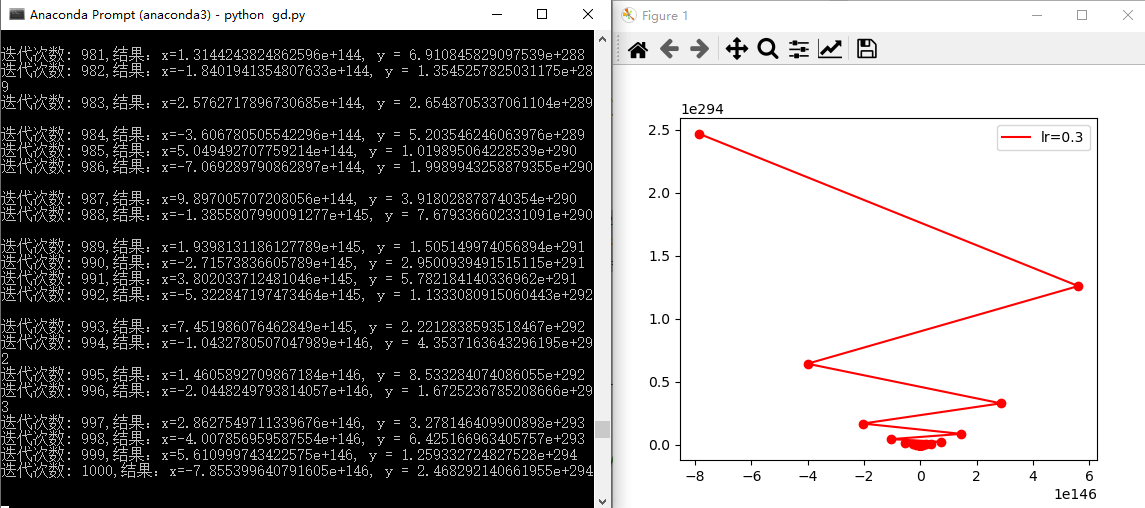 Anaconda Prompt (anaconda3) - python gd.py
迭代次数: 981,结果: x=1.3144243824862596e+144, y = 6.910845829097539e+288
迭代次数: 982,结果: x=-1.8401941354807633e+144, y = 1.3545257825031175e+28
9
迭代次数: 983,结果: x=2.5762717896730685e+144, y = 2.6548705337061104e+289
迭代次数: 984,结果: x=-3.606780505542296e+144, y = 5.203546246063976e+289
迭代次数: 985,结果: x=5.049492707759214e+144, y = 1.019895064228539e+290
迭代次数: 986,结果: x=-7.069289790862897e+144, y = 1.9989943258879355e+290
迭代次数: 987,结果: x=9.897005707208056e+144, y = 3.918028878740354e+290
迭代次数: 988,结果: x=-1.3855807990091277e+145, y = 7.679336602331091e+290
迭代次数: 989,结果: x=1.9398131186127789e+145, y = 1.505149974056894e+291
迭代次数: 990,结果: x=-2.71573836605789e+145, y = 2.9500939491515115e+291
迭代次数: 991,结果: x=3.802033712481046e+145, y = 5.782184140336962e+291
迭代次数: 992,结果: x=-5.322847197473464e+145, y = 1.1333080915060443e+292
迭代次数: 993,结果: x=7.451986076462849e+145, y = 2.2212838593518467e+292
迭代次数: 994,结果: x=-1.0432780507047989e+146, y = 4.3537163643296195e+29
2
迭代次数: 995,结果: x=1.4605892709867184e+146, y = 8.533284074086055e+292
迭代次数: 996,结果: x=-2.0448249793814057e+146, y = 1.6725236785208666e+29
3
迭代次数: 997,结果: x=2.8627549711339676e+146, y = 3.278146409900898e+293
迭代次数: 998,结果: x=-4.007856959587554e+146, y = 6.425166963405757e+293
迭代次数: 999,结果: x=5.610999743422575e+146, y = 1.259332724827528e+294
迭代次数: 1000,结果: x=-7.855399640791605e+146, y = 2.468292140661955e+294
Figure 1
1e294
lr=0.3
2.5
2.0
1.5
1.0
0.5
0.0
−8 −6 −4 −2 0 2 4 6
1e146